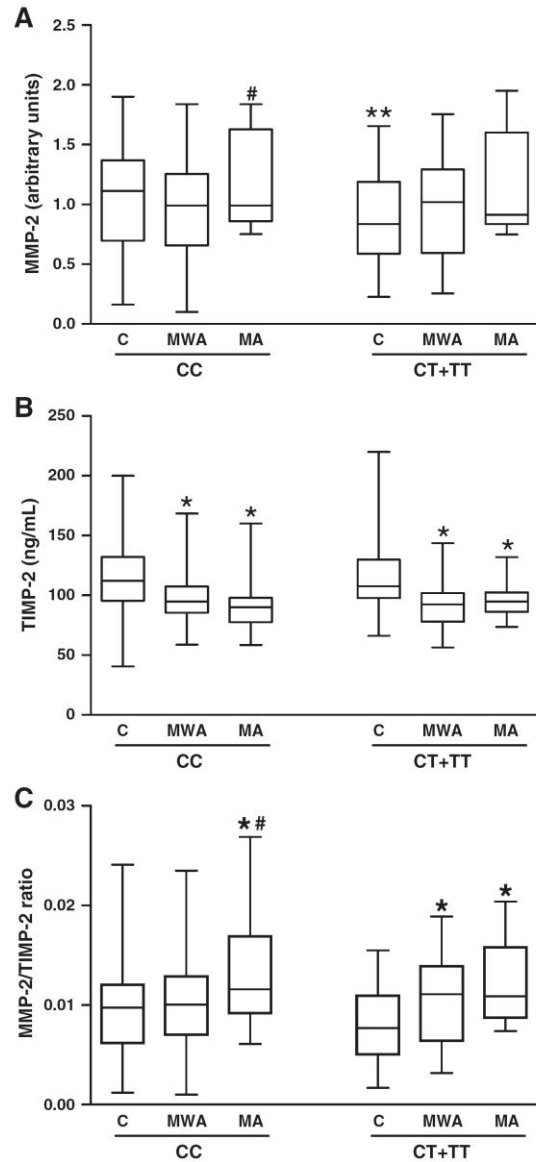 A
MMP-2 (arbitrary units)
2.5
2.0
1.5
1.0
0.5
0.0
#
**
C MWA MA C MWA MA
CC CT+TT
B
TIMP-2 (ng/mL)
250
200
150
100
50
0
* * * *
C MWA MA C MWA MA
CC CT+TT
C
MMP-2/TIMP-2 ratio
0.03
0.02
0.01
0.00
*# * *
C MWA MA C MWA MA
CC CT+TT